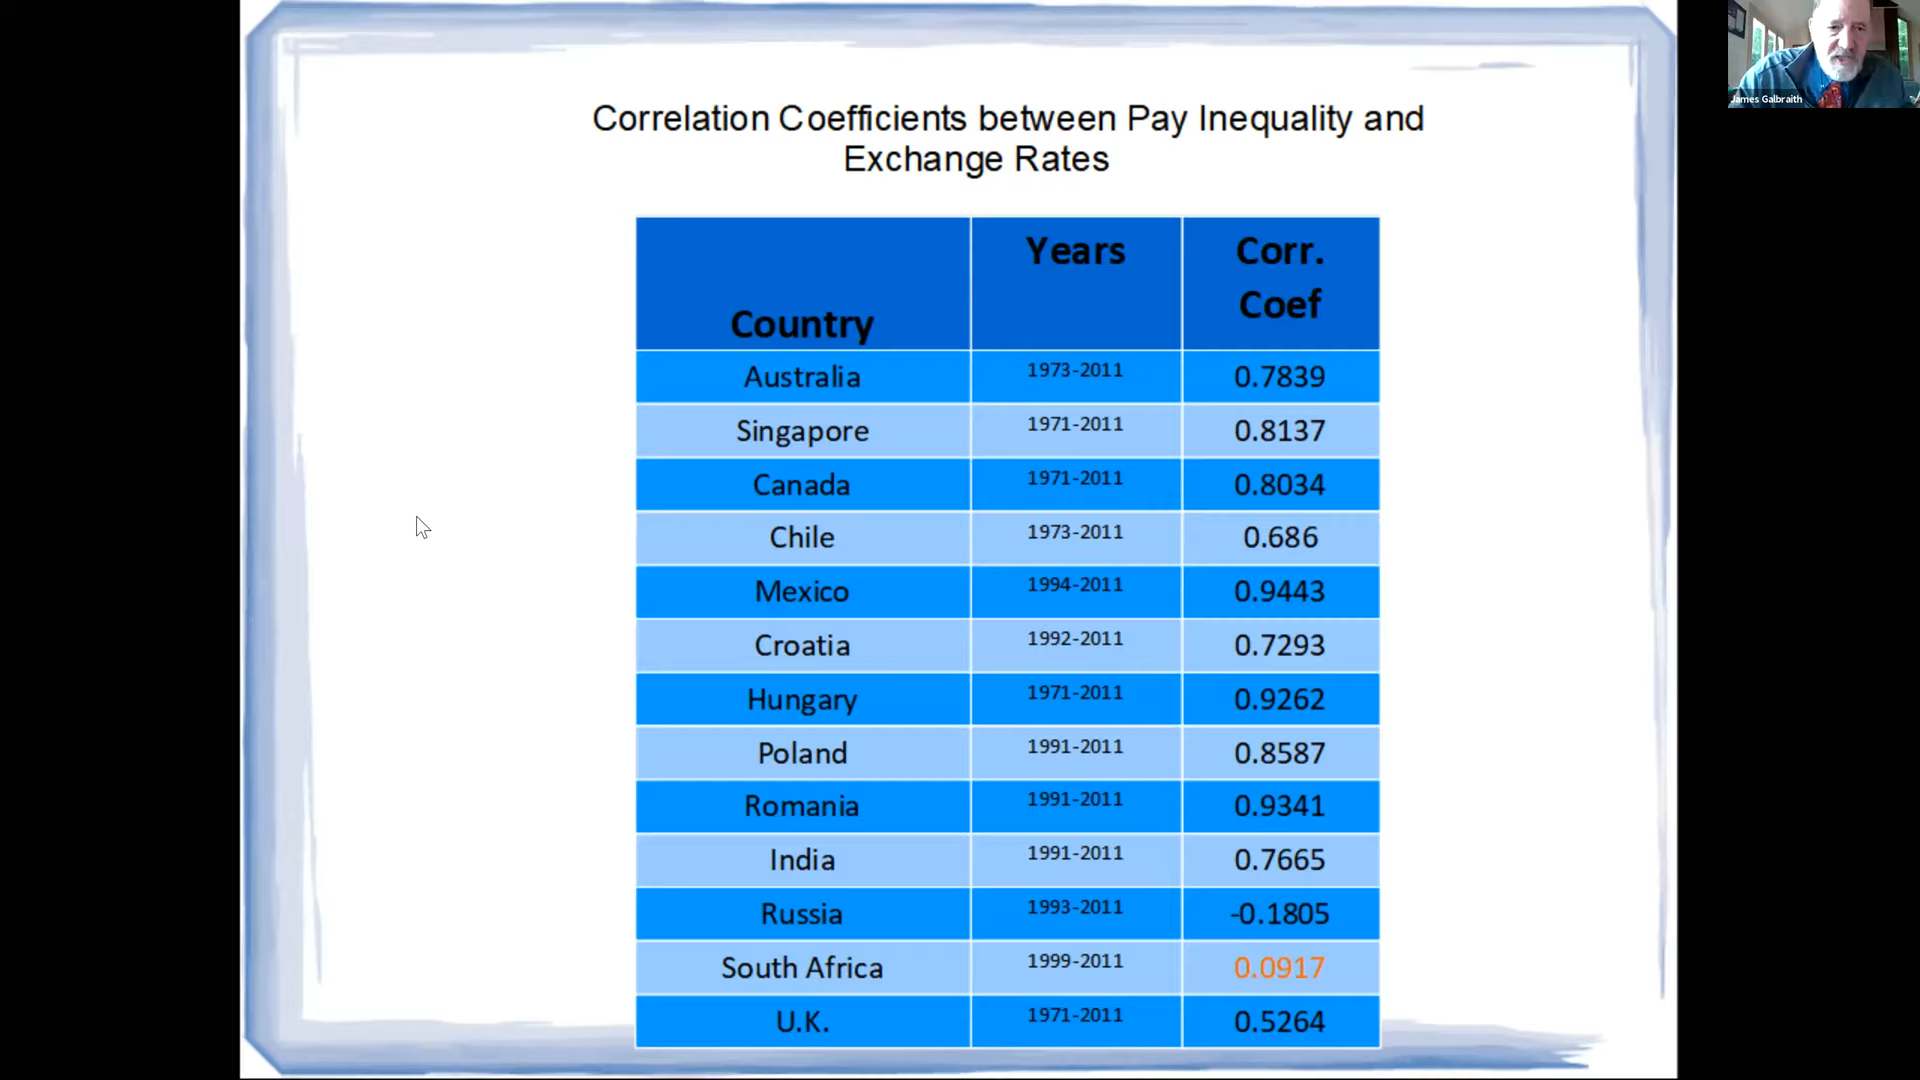 Correlation Coefficients between Pay Inequality and
Exchange Rates
Country Years Corr. Coef
Australia 1973-2011 0.7839
Singapore 1971-2011 0.8137
Canada 1971-2011 0.8034
Chile 1973-2011 0.686
Mexico 1994-2011 0.9443
Croatia 1992-2011 0.7293
Hungary 1971-2011 0.9262
Poland 1991-2011 0.8587
Romania 1991-2011 0.9341
India 1991-2011 0.7665
Russia 1993-2011 -0.1805
South Africa 1999-2011 0.0917
U.K. 1971-2011 0.5264
James Galbraith